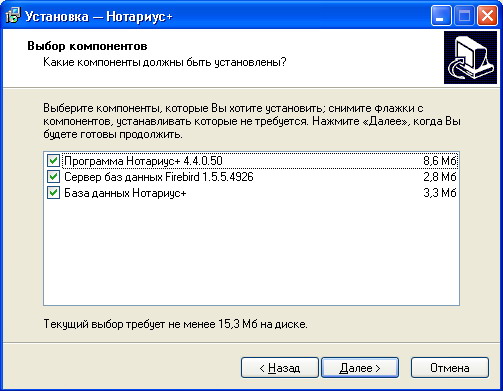 Установка — Нотариус+
Выбор компонентов
Какие компоненты должны быть установлены?
Выберите компоненты, которые Вы хотите установить; снимите флажки с
компонентов, устанавливать которые не требуется. Нажмите «Далее», когда Вы
будете готовы продолжить.
Программа Нотариус+ 4.4.0.50 8,6 Мб
Сервер баз данных Firebird 1.5.5.4926 2,8 Мб
База данных Нотариус+ 3,3 Мб
Текущий выбор требует не менее 15,3 Мб на диске.
< Назад Далее > Отмена